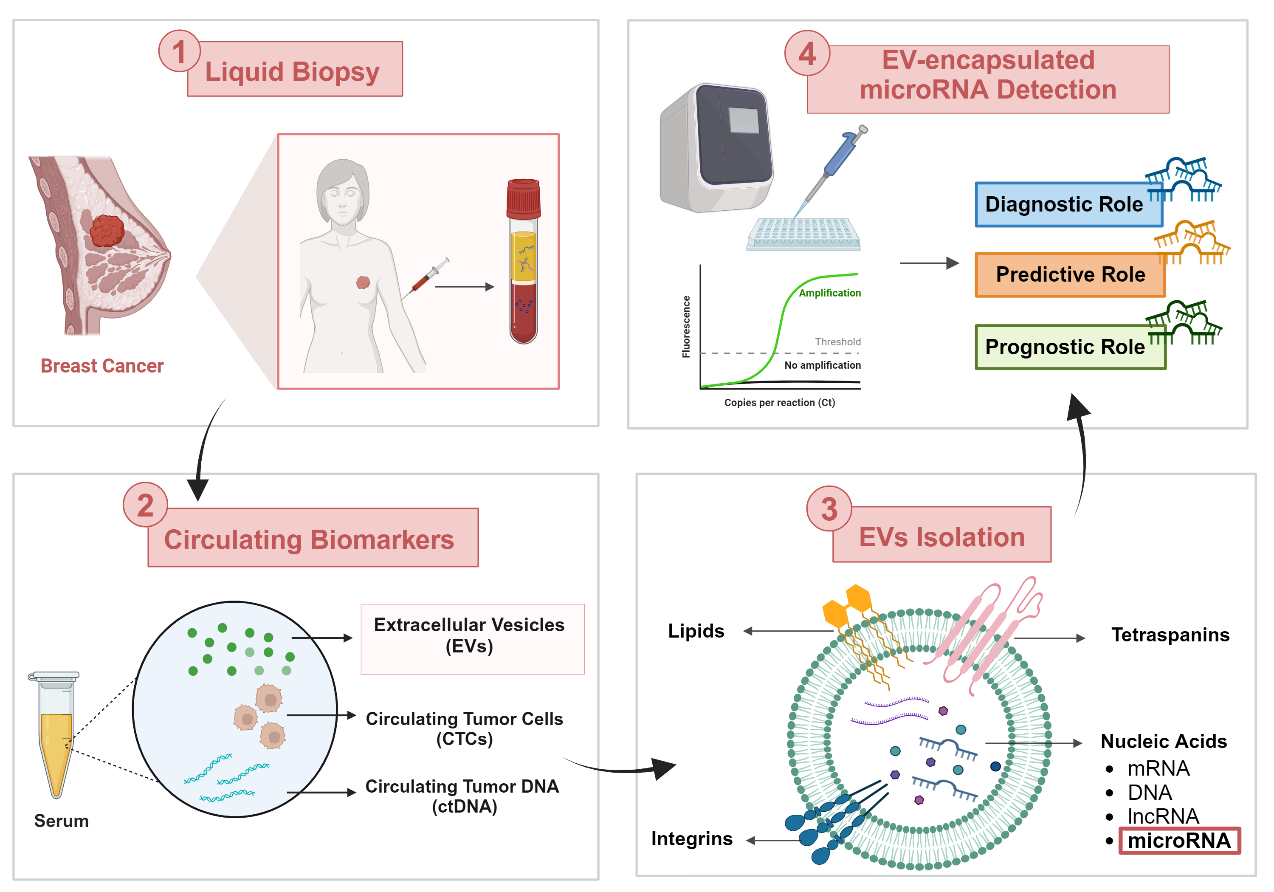 1
Liquid Biopsy
Breast Cancer
2
Circulating Biomarkers
Extracellular Vesicles
(EVs)
Circulating Tumor Cells
(CTCs)
Circulating Tumor DNA
(ctDNA)
Serum
3
EVs Isolation
Lipids
Tetraspanins
Nucleic Acids
• mRNA
• DNA
• lncRNA
• microRNA
Integrins
4
EV-encapsulated
microRNA Detection
Fluorescence
Amplification
Threshold
No amplification
Copies per reaction (Ct)
Diagnostic Role
Predictive Role
Prognostic Role